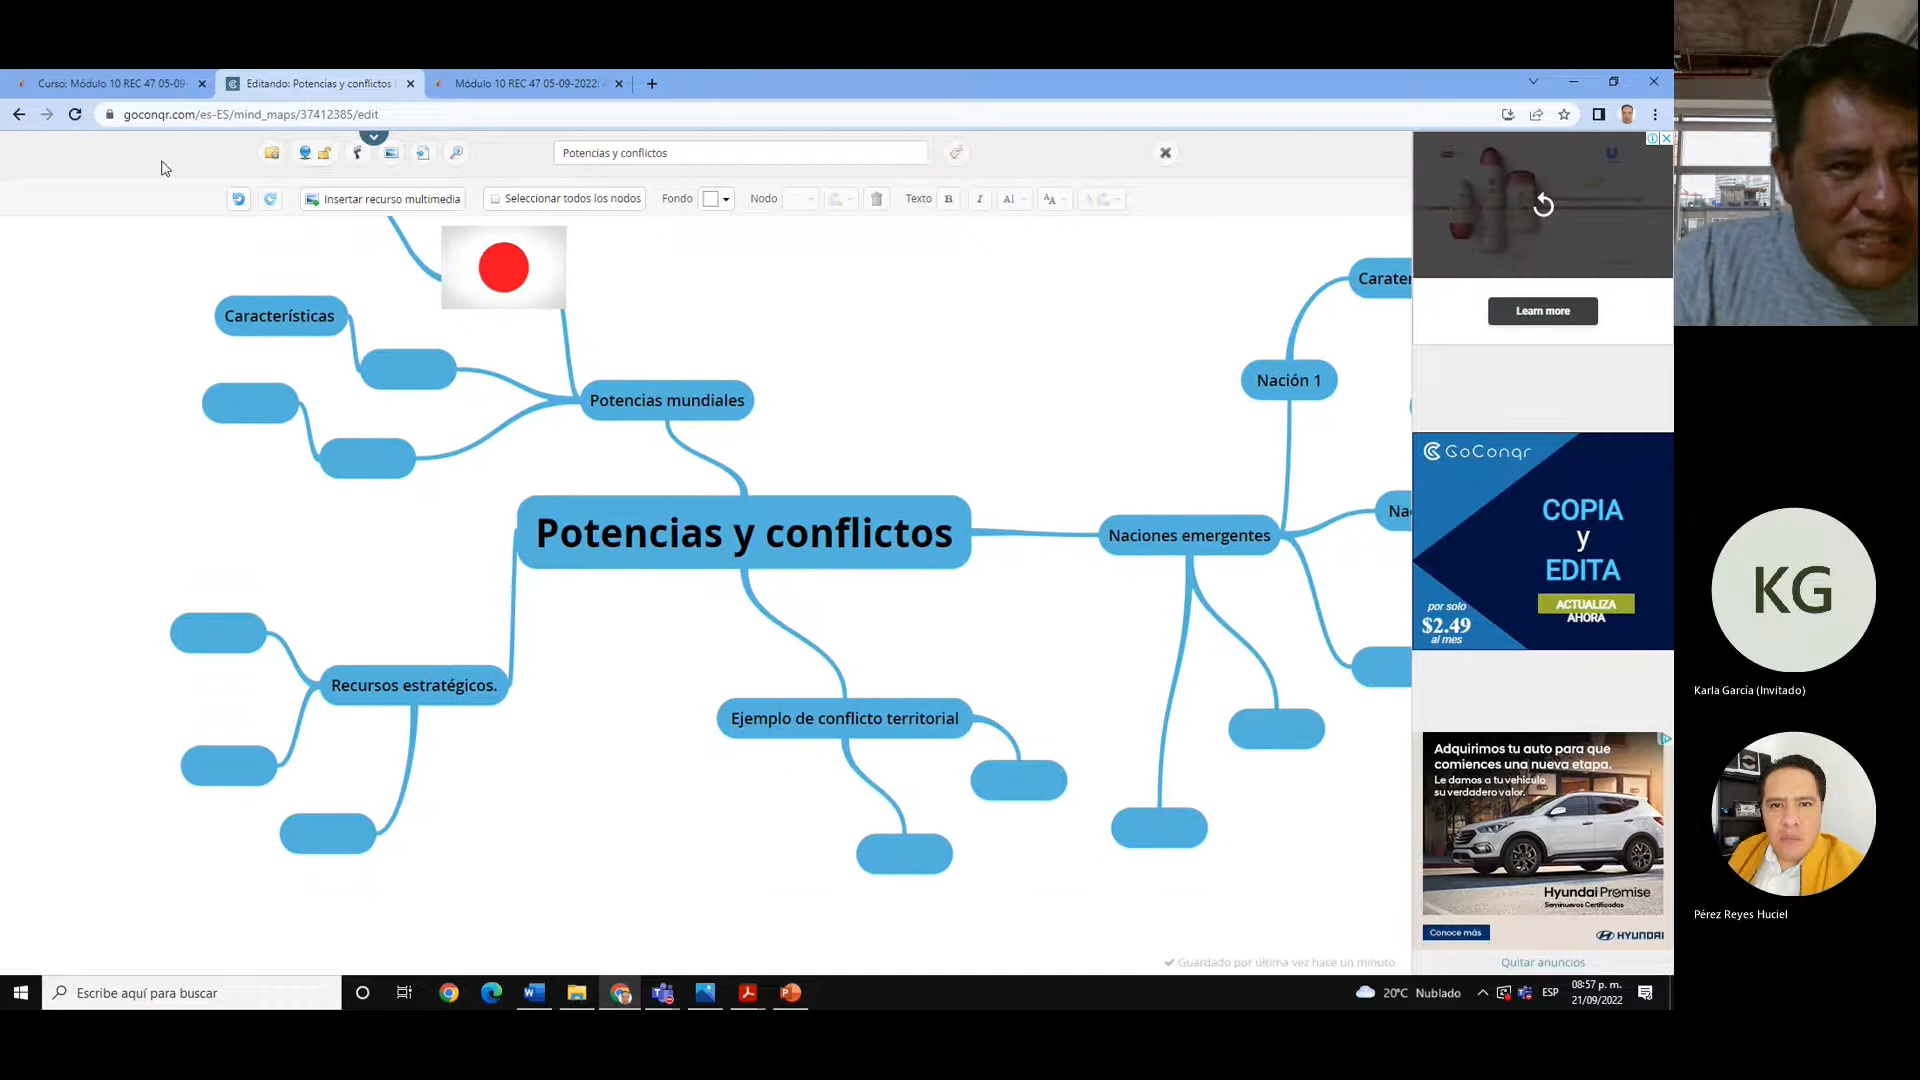 Curso: Módulo 10 REC 47 05-09-
Editando: Potencias y conflictos
Módulo 10 REC 47 05-09-2022:
goconqr.com/es-ES/mind_maps/37412385/edit
Potencias y conflictos
Insertar recurso multimedia
Seleccionar todos los nodos
Fondo
Nodo
Texto
B
I
AI
AA
Características
Potencias mundiales
Potencias y conflictos
Recursos estratégicos.
Ejemplo de conflicto territorial
Naciones emergentes
Nación 1
Carater
Na
Guardado por última vez hace un minuto
Learn more
GoConqr
COPIA
y
EDITA
por solo
$2.49
al mes
ACTUALIZA
AHORA
Adquirimos tu auto para que
comiences una nueva etapa.
Le damos a tu vehículo
su verdadero valor.
Hyundai Promise
Seminuevos Certificados
Conoce más
HYUNDAI
Quitar anuncios
KG
Karla García (Invitado)
Pérez Reyes Huciel
Escribe aquí para buscar
20°C Nublado
ESP
08:57 p. m.
21/09/2022